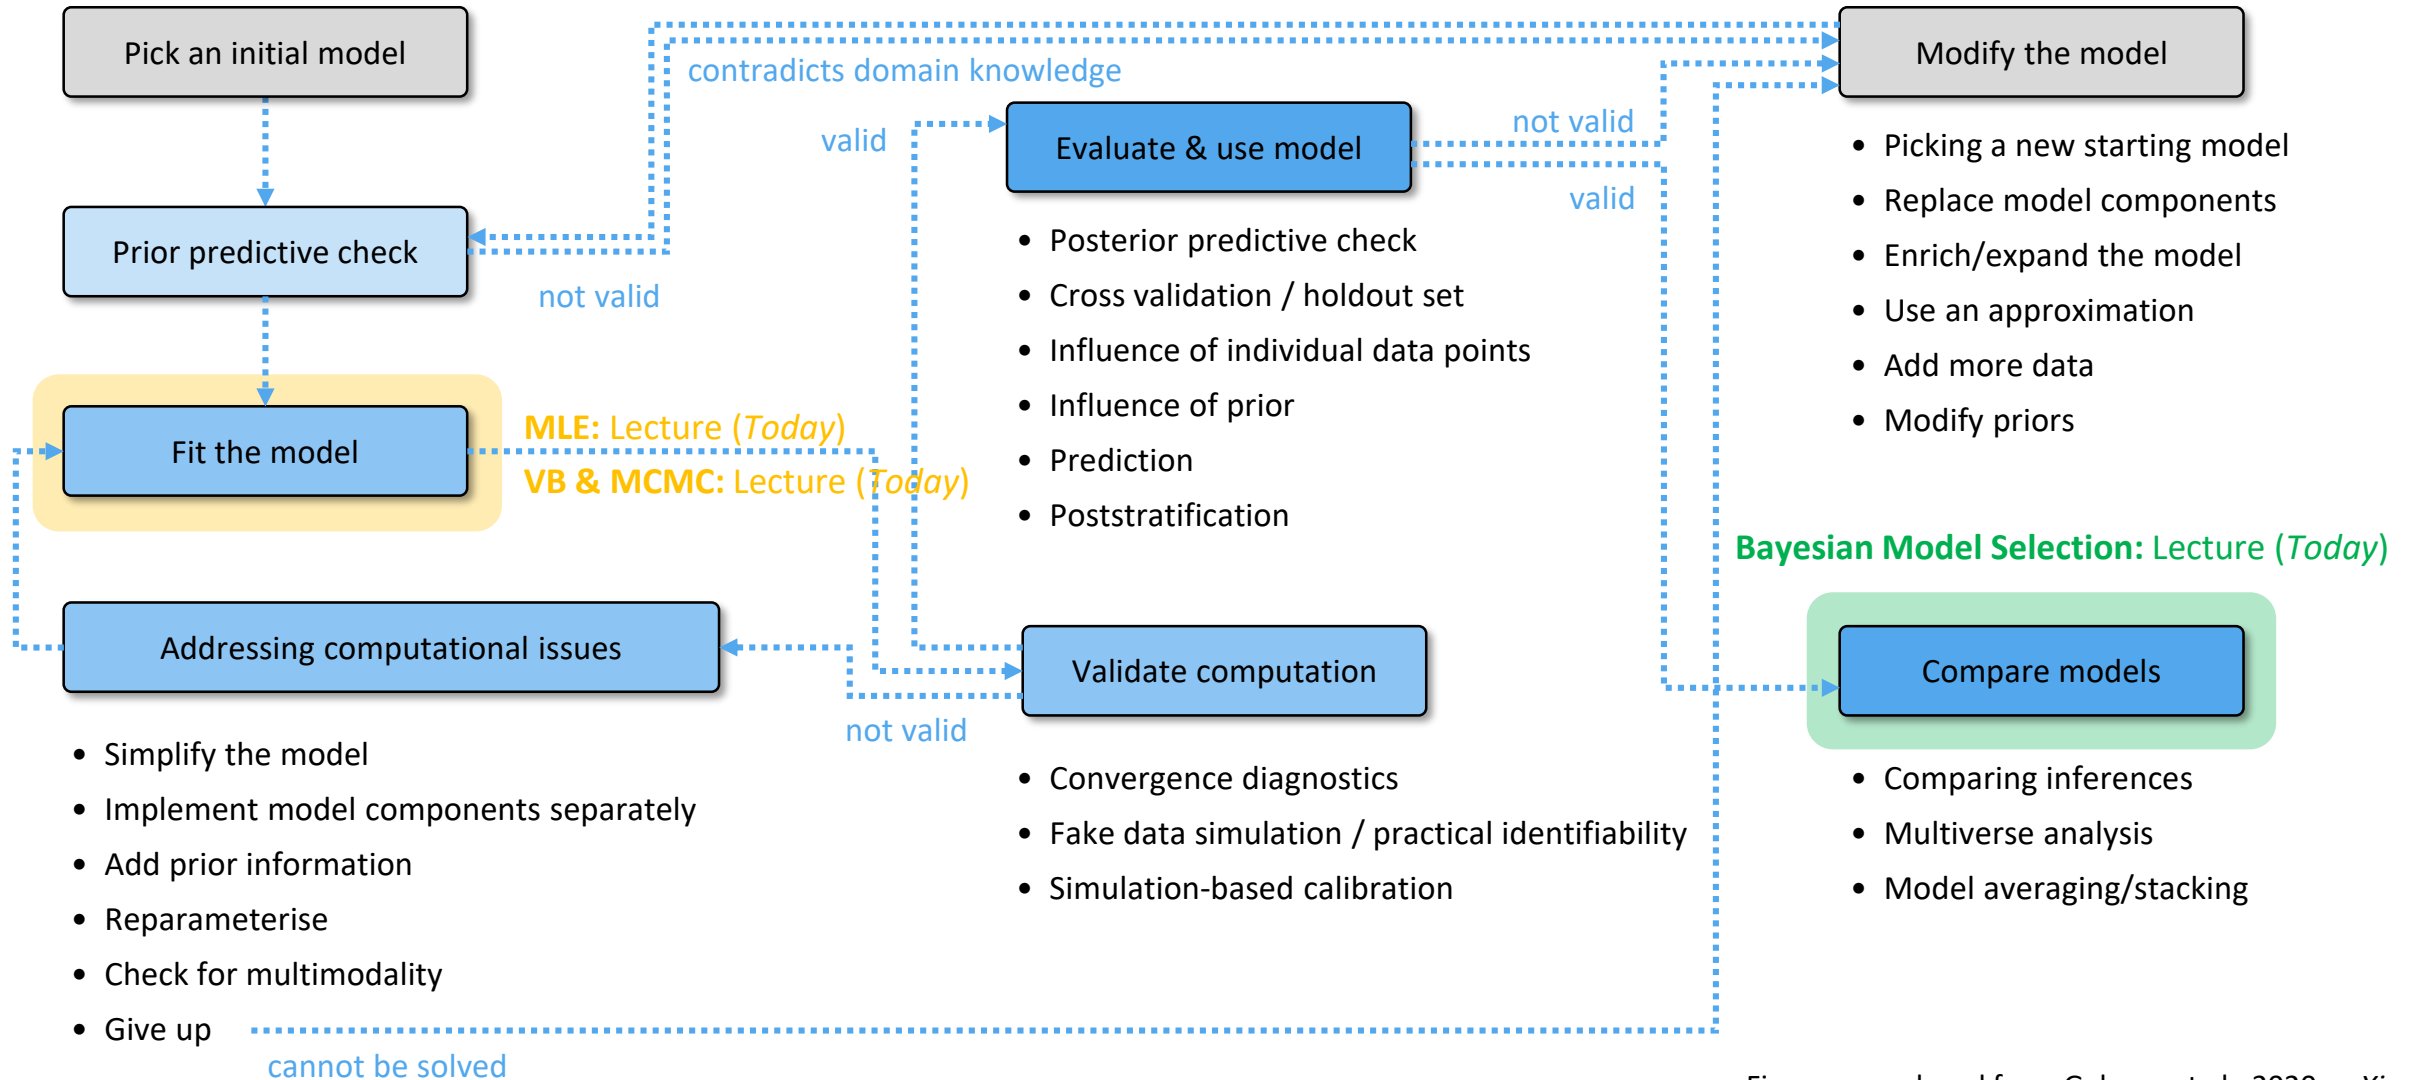 Pick an initial model
Modify the model
contradicts domain knowledge
valid
Evaluate & use model
not valid
valid
Prior predictive check
not valid
• Picking a new starting model
• Replace model components
• Enrich/expand the model
• Use an approximation
• Add more data
• Modify priors
• Posterior predictive check
• Cross validation / holdout set
• Influence of individual data points
• Influence of prior
• Prediction
• Poststratification
Fit the model
MLE: Lecture (Today)
VB & MCMC: Lecture (Today)
Bayesian Model Selection: Lecture (Today)
Addressing computational issues
Validate computation
Compare models
not valid
• Simplify the model
• Implement model components separately
• Add prior information
• Reparameterise
• Check for multimodality
• Give up
cannot be solved
• Convergence diagnostics
• Fake data simulation / practical identifiability
• Simulation-based calibration
• Comparing inferences
• Multiverse analysis
• Model averaging/stacking